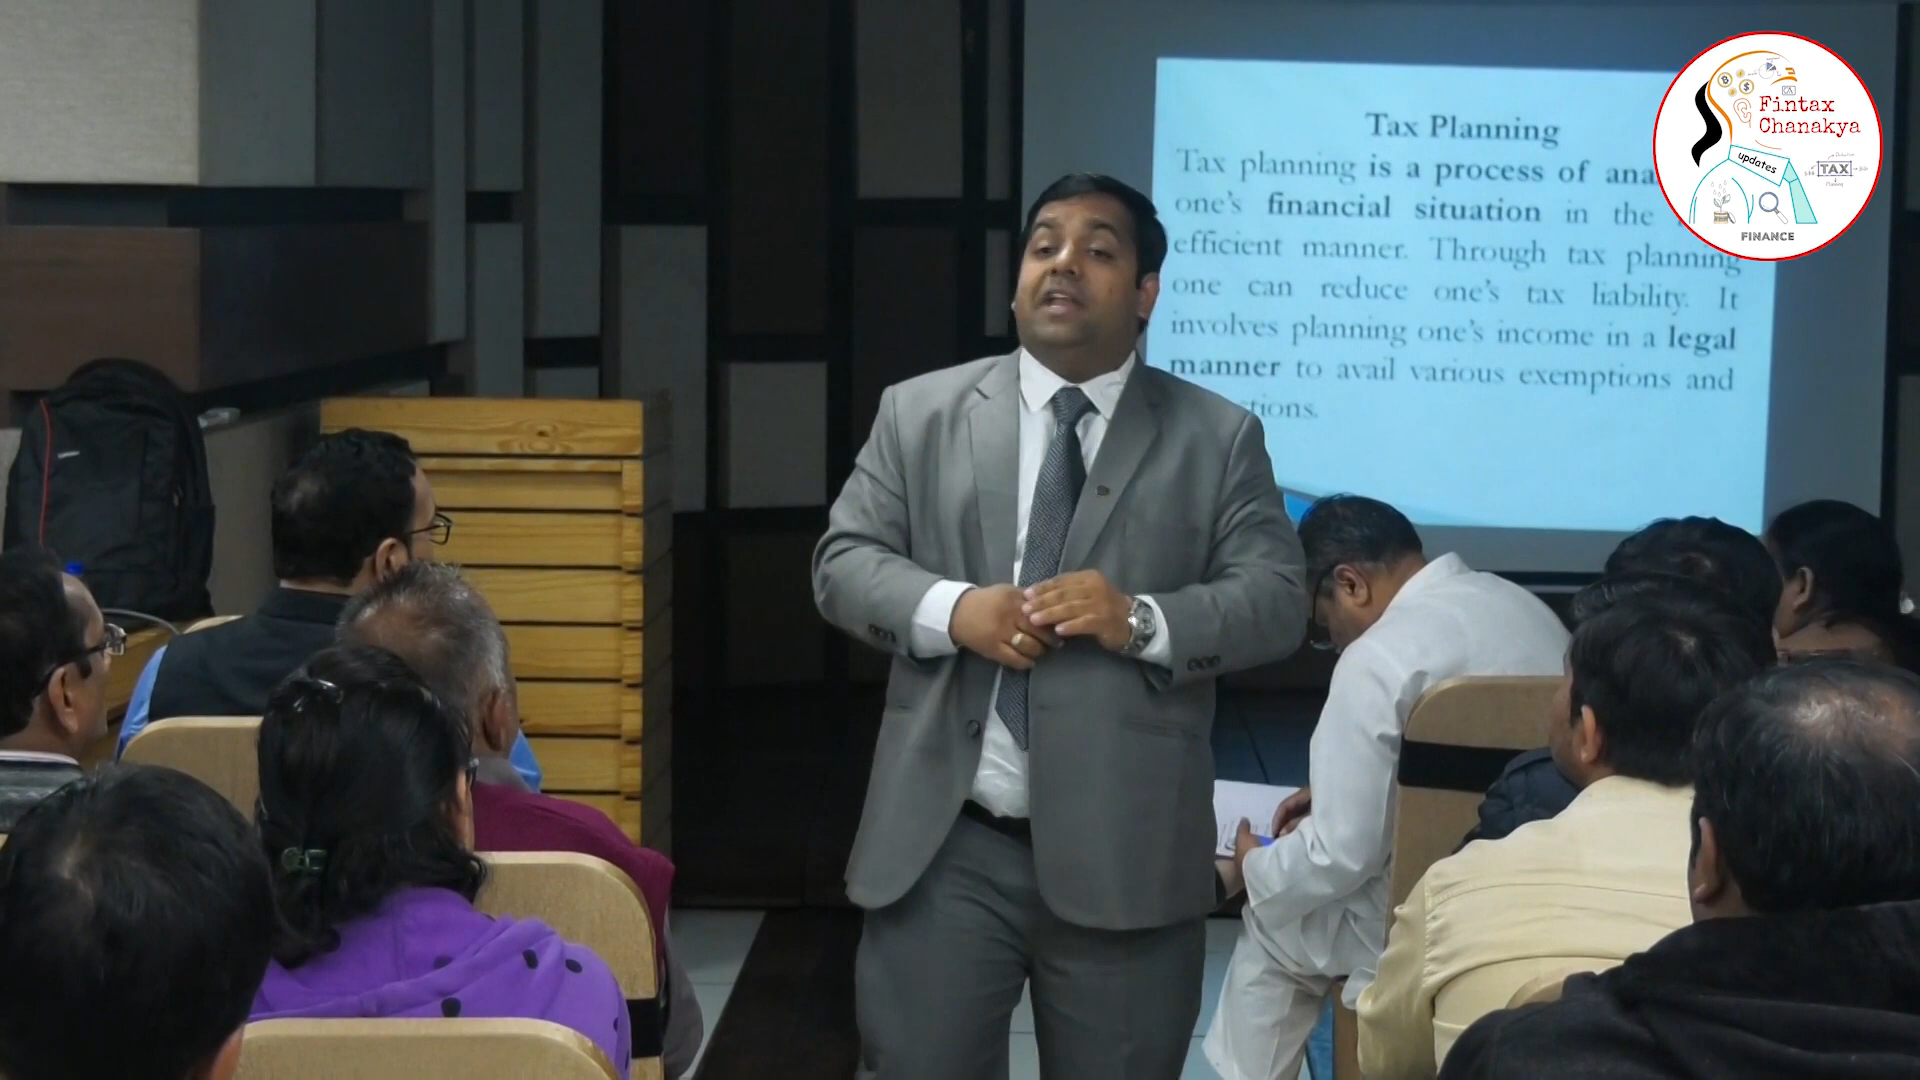 Tax Planning
Tax planning is a process of
one's financial situation in the
efficient manner. Through tax planning
one can reduce one's tax liability. It
involves planning one's income in a legal
manner to avail various exemptions and
Fintax
Chanakya
updates
TAX
FINANCE